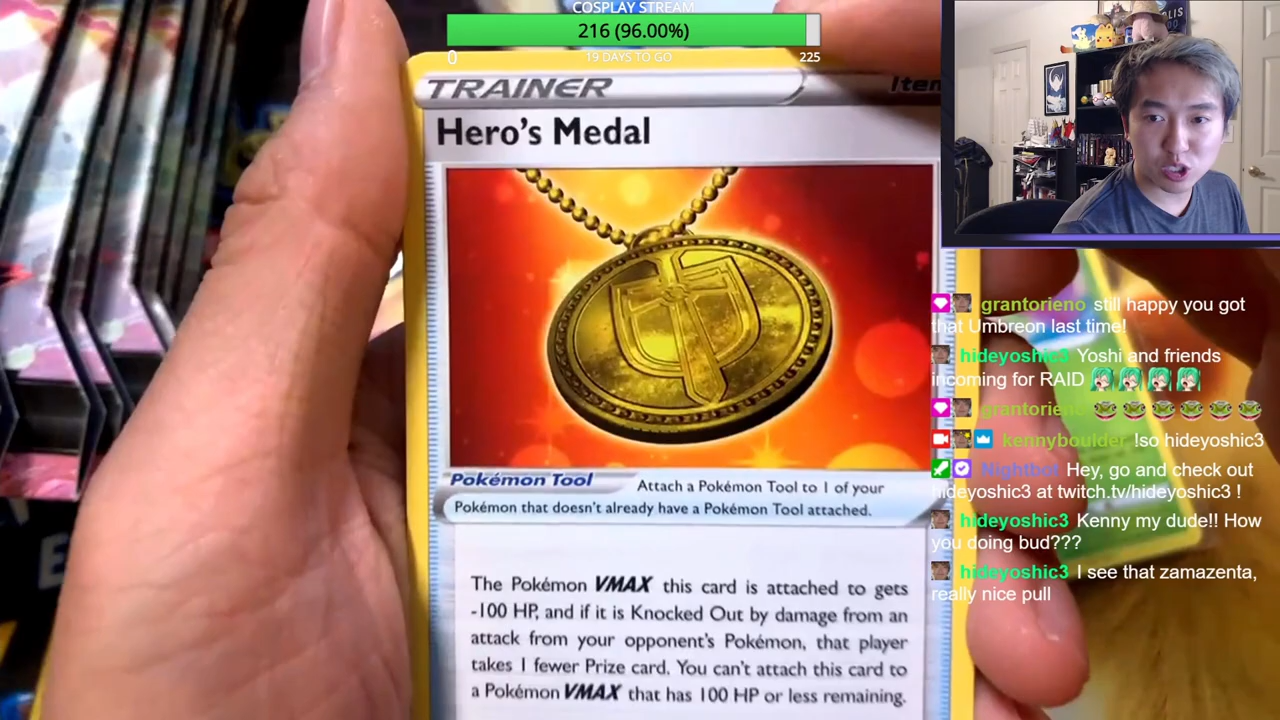 COSPLAY STREAM
216 (96.00%)
0
19 DAYS TO GO
225
TRAINER
Item
Hero's Medal
Pokémon Tool
Attach a Pokémon Tool to 1 of your
Pokémon that doesn't already have a Pokémon Tool attached.
The Pokémon VMAX this card is attached to gets
-100 HP, and if it is Knocked Out by damage from an
attack from your opponent's Pokémon, that player
takes 1 fewer Prize card. You can't attach this card to
a Pokémon VMAX that has 100 HP or less remaining.
grantorieno still happy you got
that Umbreon last time!
hideyoshic3 Yoshi and friends
incoming for RAID
grantorieno
kennyboulder !so hideyoshic3
Nightbot Hey, go and check out
hideyoshic3 at twitch.tv/hideyoshic3 !
hideyoshic3 Kenny my dude!! How
you doing bud???
hideyoshic3 I see that zamazenta,
really nice pull